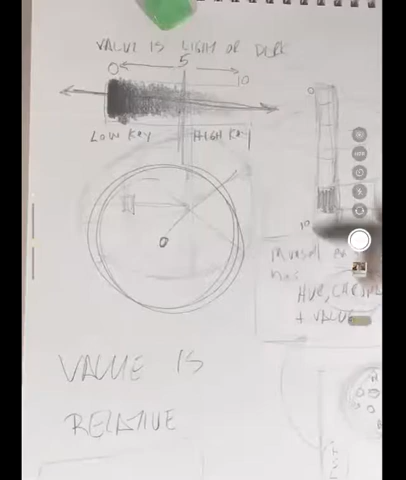 VALUE IS LIGHT OR DARK
0 5 10
LOW KEY HIGH KEY
0
10
HAS
HUE, CHROMA
+ VALUE
VALUE IS
RELATIVE